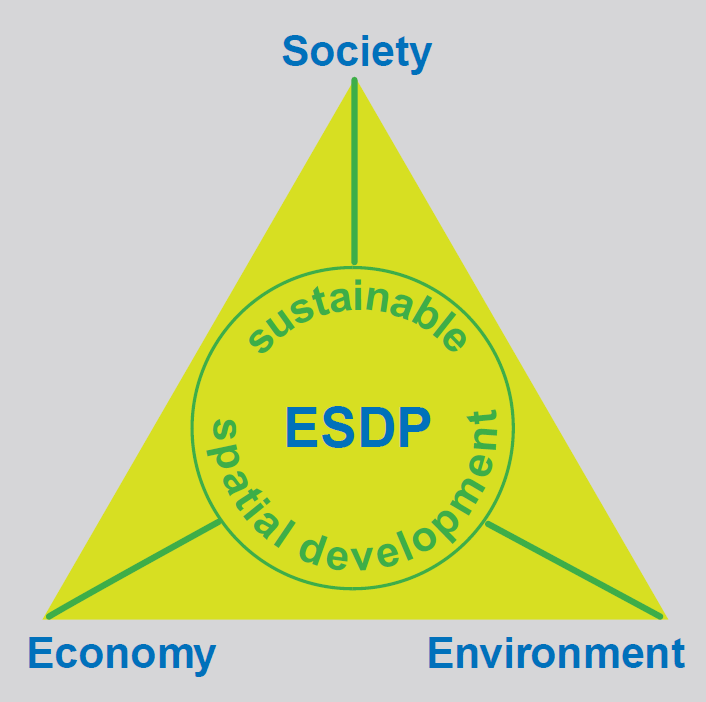 Society
sustainable
ESDP
spatial development
Economy
Environment